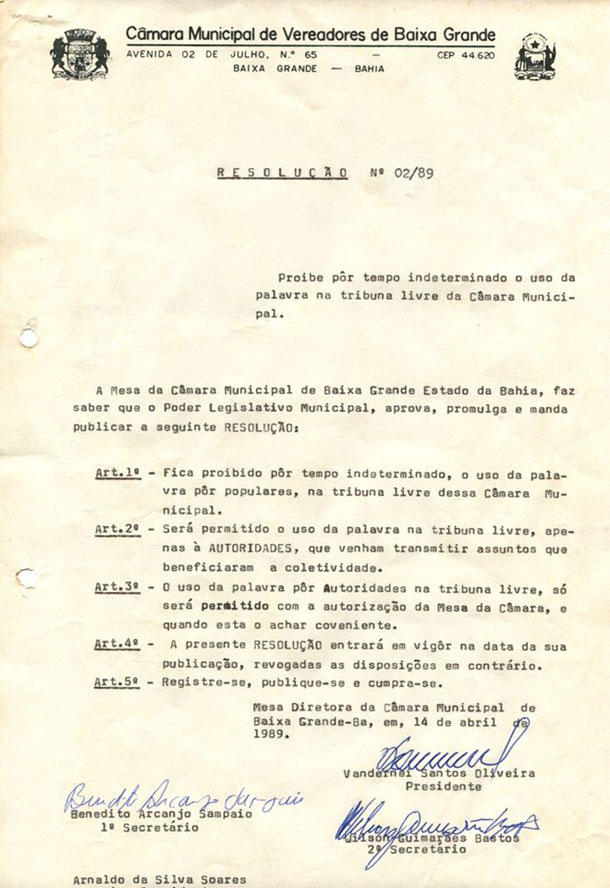 Câmara Municipal de Vereadores de Baixa Grande
AVENIDA 02 DE JULHO, N.º 65 — CEP 44.620
BAIXA GRANDE — BAHIA
RESOLUÇÃO Nº 02/89
Proibe pôr tempo indeterminado o uso da
palavra na tribuna livre da Câmara Munici-
pal.
A Mesa da Câmara Municipal de Baixa Grande Estado da Bahia, faz
saber que o Poder Legislativo Municipal, aprova, promulga e manda
publicar a seguinte RESOLUÇÃO:
Art.1º - Fica proibido pôr tempo indeterminado, o uso da pala-
vra pôr populares, na tribuna livre dessa Câmara Mu-
nicipal.
Art.2º - Será permitido o uso da palavra na tribuna livre, ape-
nas à AUTORIDADES, que venham transmitir assuntos que
beneficiaram a coletividade.
Art.3º - O uso da palavra pôr Autoridades na tribuna livre, só
será permitido com a autorização da Mesa da Câmara, e
quando esta o achar coveniente.
Art.4º - A presente RESOLUÇÃO entrará em vigôr na data da sua
publicação, revogadas as disposições em contrário.
Art.5º - Registre-se, publique-se e cumpra-se.
Mesa Diretora da Câmara Municipal de
Baixa Grande-Ba, em, 14 de abril de
1989.
Vandernei Santos Oliveira
Presidente
Benedito Arcanjo Sampaio
Benedito Arcanjo Sampaio
1º Secretário
Wilson Guimarães Bastos
2º Secretário
Arnaldo da Silva Soares